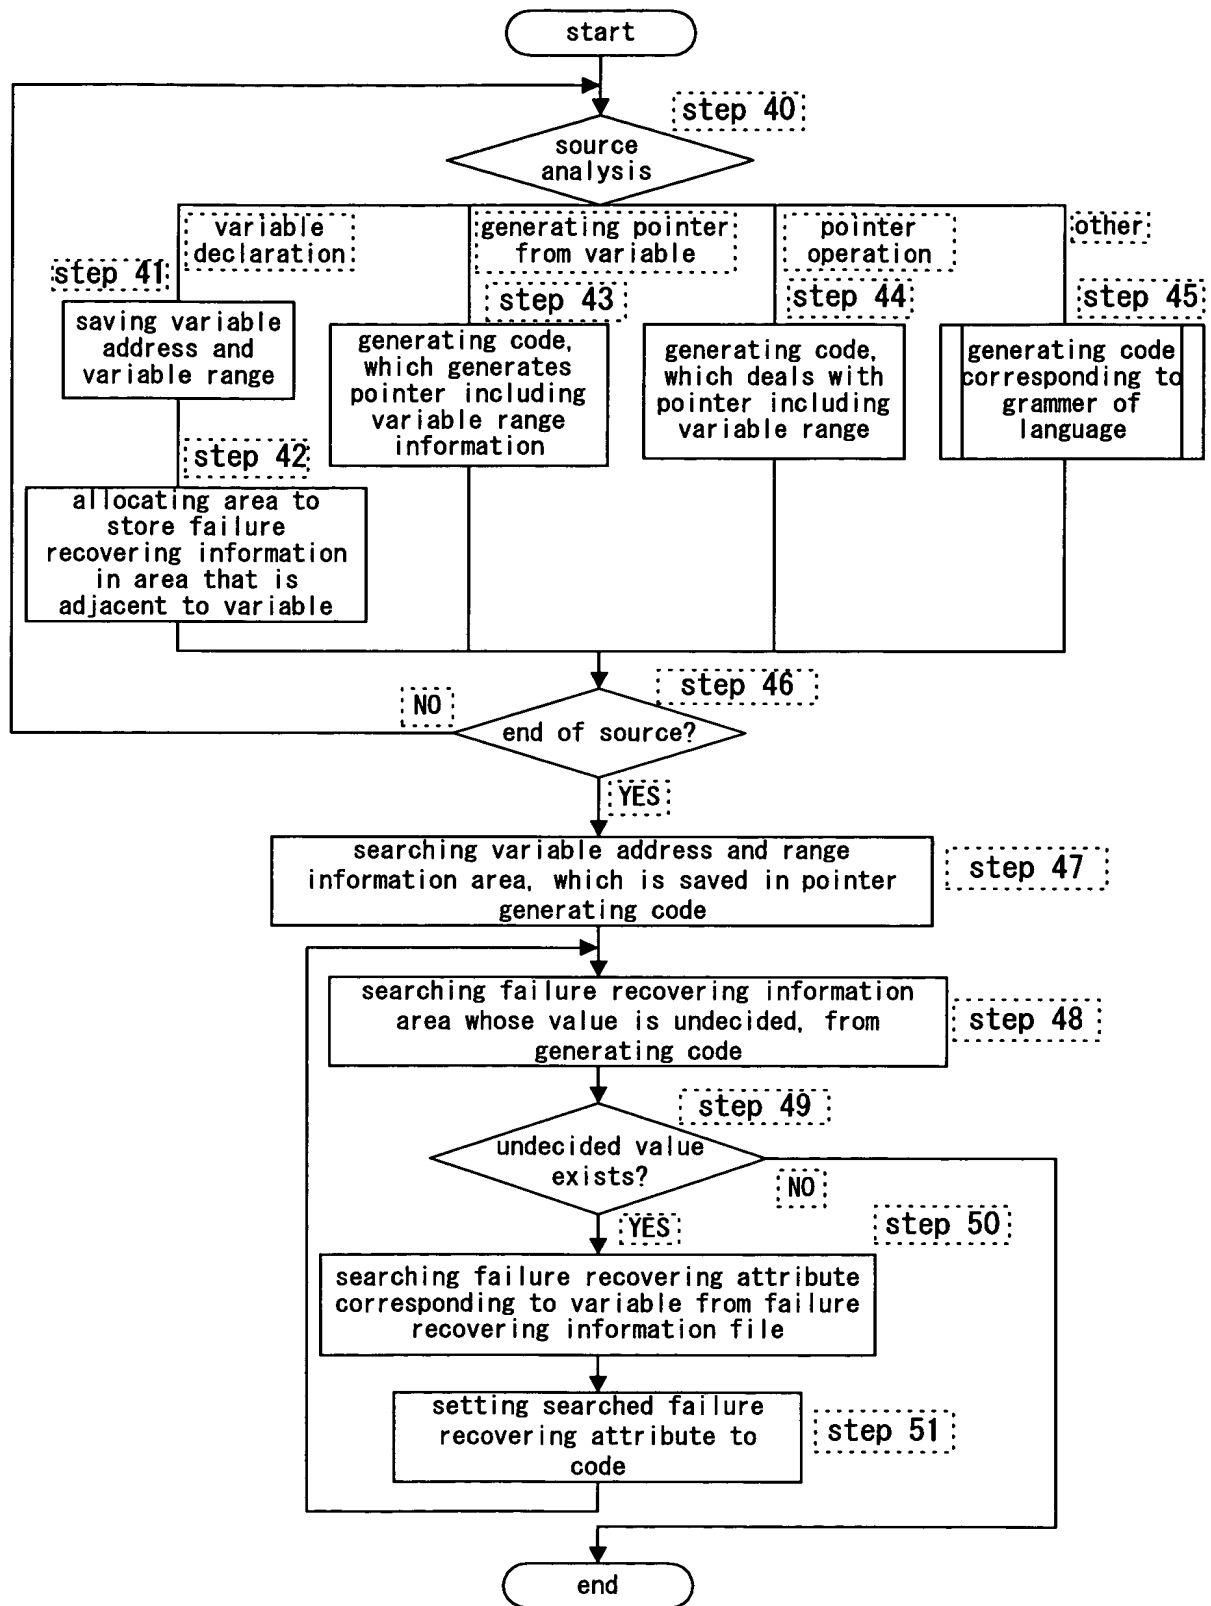 start
step 40
source
analysis
variable
declaration
generating pointer
from variable
pointer
operation
other
step 41
saving variable
address and
variable range
step 43
generating code,
which generates
pointer including
variable range
information
step 44
generating code,
which deals with
pointer including
variable range
step 45
generating code
corresponding to
grammer of
language
step 42
allocating area to
store failure
recovering information
in area that is
adjacent to variable
step 46
NO
end of source?
YES
searching variable address and range
information area, which is saved in pointer
generating code
step 47
searching failure recovering information
area whose value is undecided, from
generating code
step 48
step 49
undecided value
exists?
NO
YES
step 50
searching failure recovering attribute
corresponding to variable from failure
recovering information file
setting searched failure
recovering attribute to
code
step 51
end